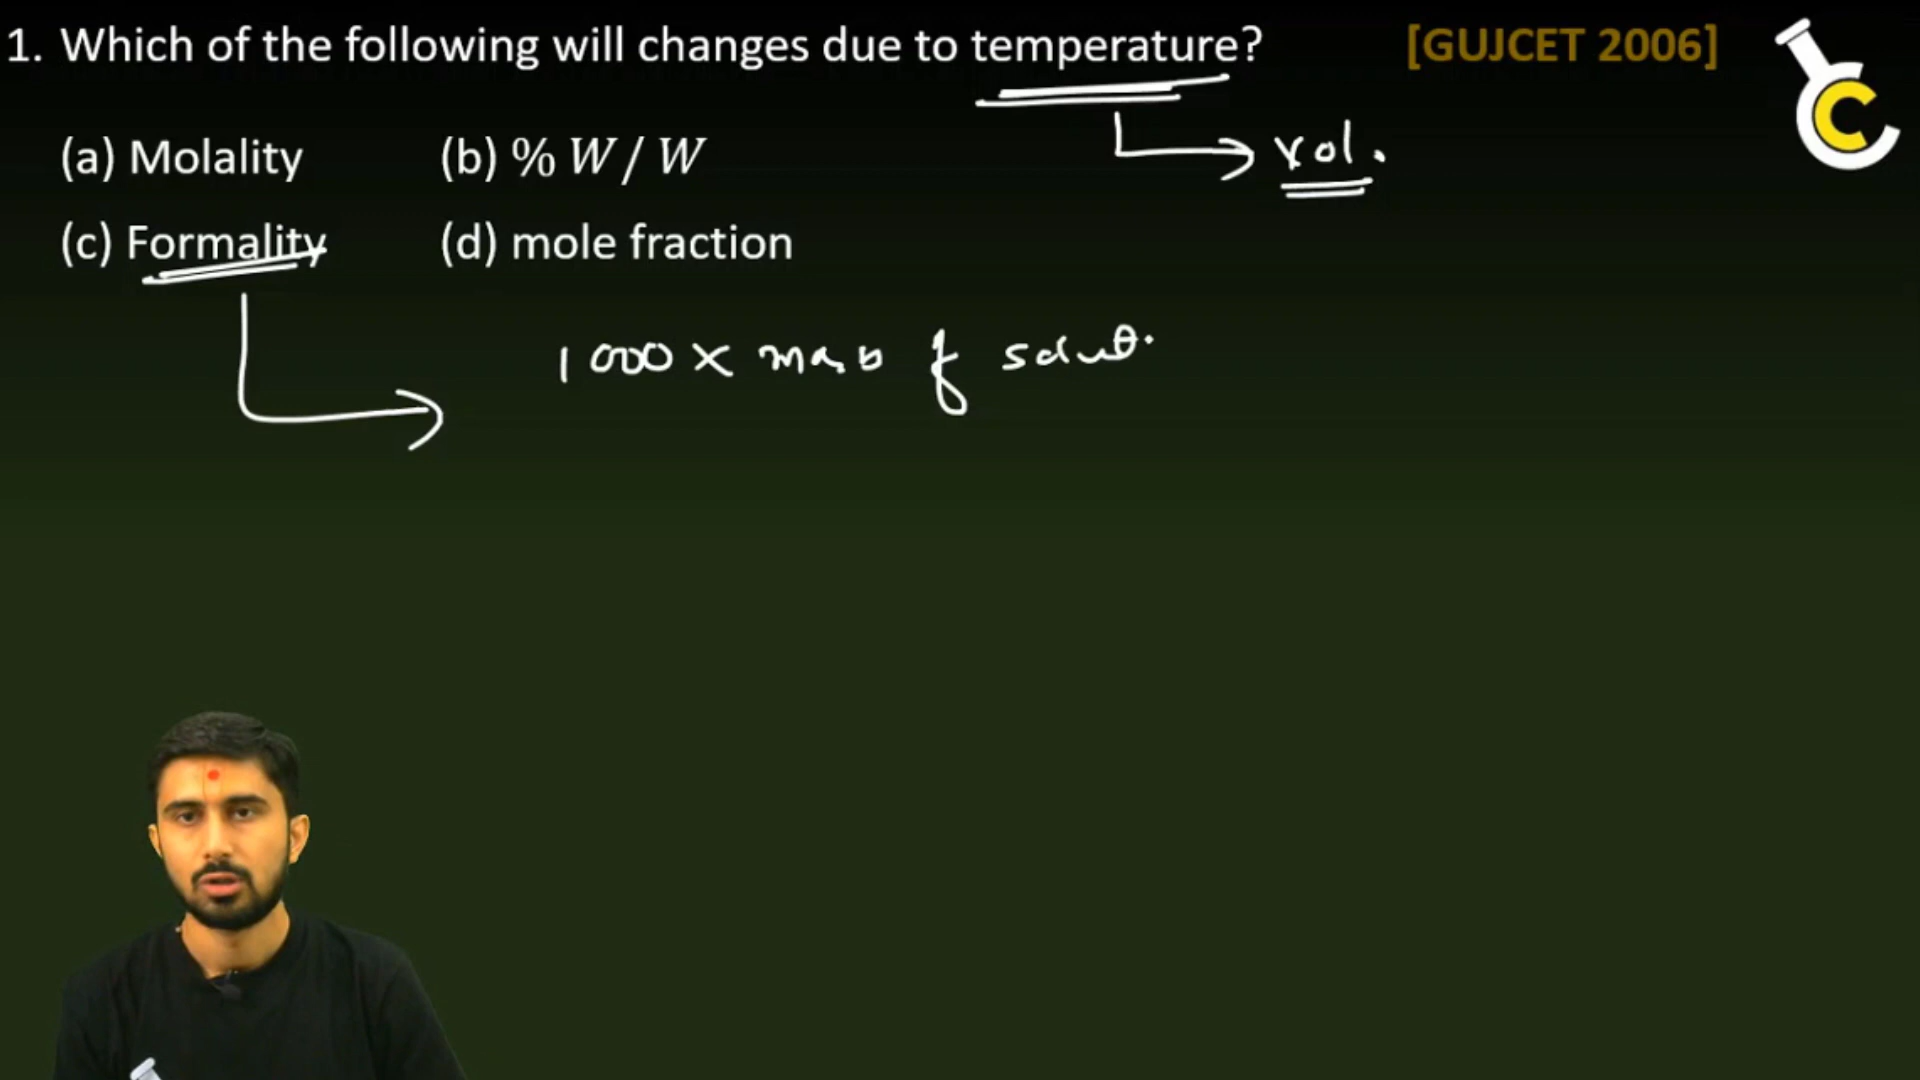 1. Which of the following will changes due to temperature? [GUJCET 2006]
vol.
(a) Molality (b) % W / W
(c) Formality (d) mole fraction
1000 x mass of solute.
C